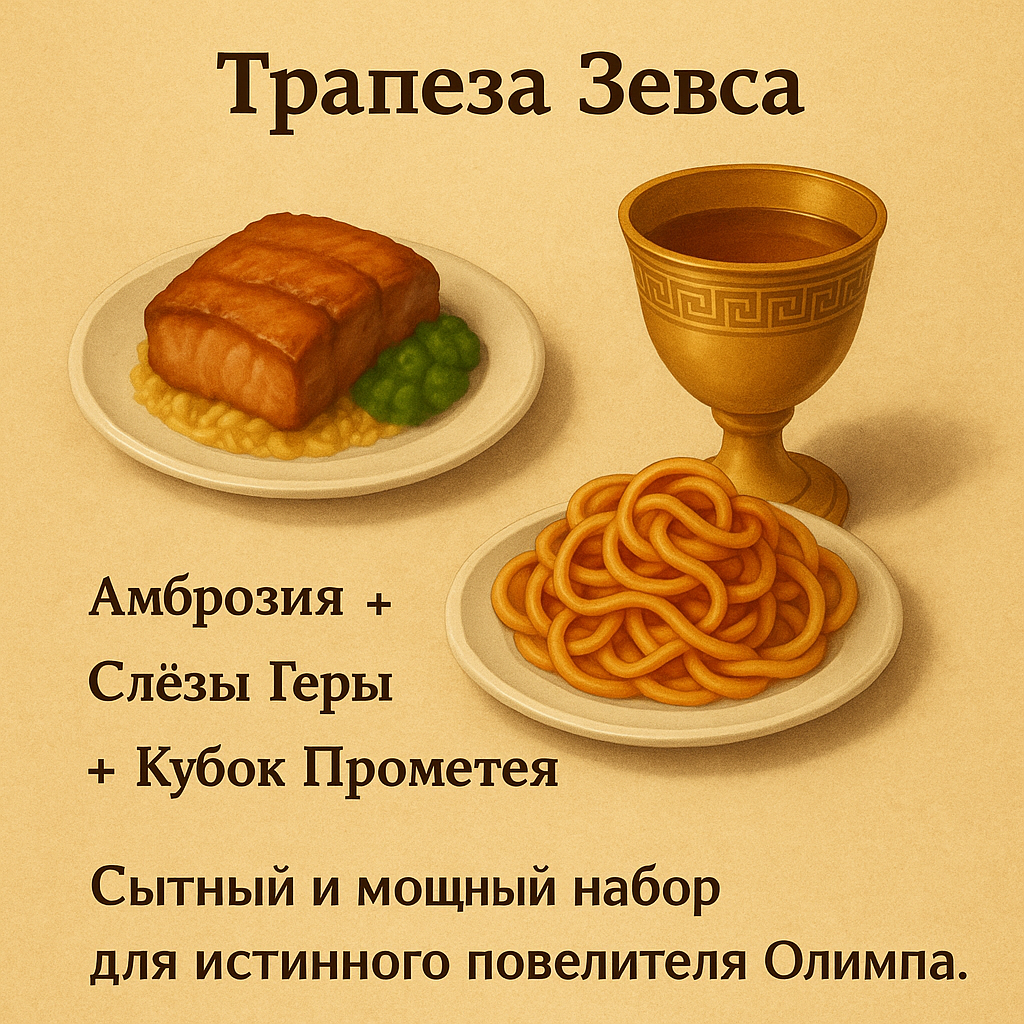 Трапеза Зевса
Амброзия +
Слёзы Геры
+ Кубок Прометея
Сытный и мощный набор
для истинного повелителя Олимпа.